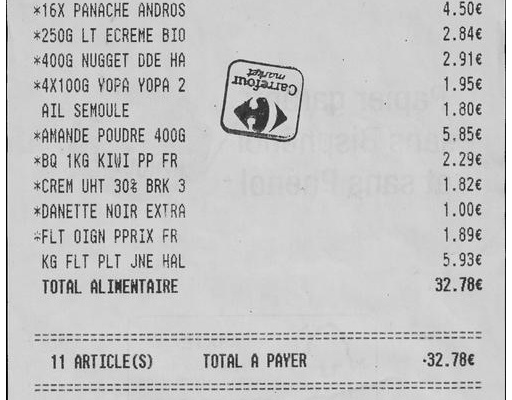 *16X PANACHE ANDROS 4.50€
*250G LT ECREME BIO 2.84€
*400G NUGGET DDE HA 2.91€
*4X100G YOPA YOPA 2 1.95€
Carrefour
market
AIL SEMOULE 1.80€
*AMANDE POUDRE 400G 5.85€
*BQ 1KG KIWI PP FR 2.29€
*CREM UHT 30% BRK 3 1.82€
*DANETTE NOIR EXTRA 1.00€
*FLT OIGN PPRIX FR 1.89€
KG FLT PLT JNE HAL 5.93€
TOTAL ALIMENTAIRE 32.78€
11 ARTICLE(S) TOTAL A PAYER 32.78€